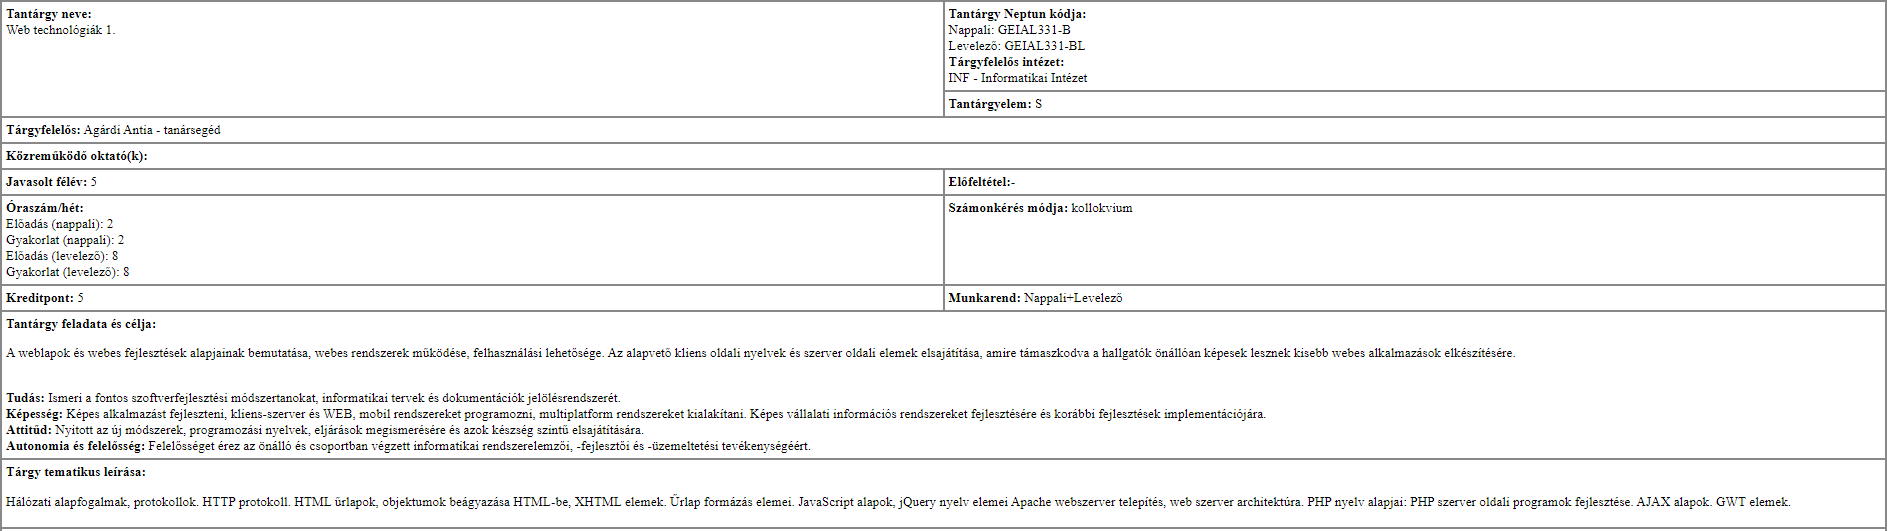 Tantárgy neve:
Web technológiák 1.
Tantárgy Neptun kódja:
Nappali: GEIAL331-B
Levelező: GEIAL331-BL
Tárgyfelelős intézet:
INF - Informatikai Intézet
Tantárgyelem: S
Tárgyfelelős: Agárdi Antia - tanársegéd
Közreműködő oktató(k):
Javasolt félév: 5
Előfeltétel:-
Óraszám/hét:
Előadás (nappali): 2
Gyakorlat (nappali): 2
Előadás (levelező): 8
Gyakorlat (levelező): 8
Számonkérés módja: kollokvium
Kreditpont: 5
Munkarend: Nappali+Levelező
Tantárgy feladata és célja:
A weblapok és webes fejlesztések alapjainak bemutatása, webes rendszerek működése, felhasználási lehetősége. Az alapvető kliens oldali nyelvek és szerver oldali elemek elsajátítása, amire támaszkodva a hallgatók önállóan képesek lesznek kisebb webes alkalmazások elkészítésére.
Tudás: Ismeri a fontos szoftverfejlesztési módszertanokat, informatikai tervek és dokumentációk jelölésrendszerét.
Képesség: Képes alkalmazást fejleszteni, kliens-szerver és WEB, mobil rendszereket programozni, multiplatform rendszereket kialakítani. Képes vállalati információs rendszereket fejlesztésére és korábbi fejlesztések implementációjára.
Attitűd: Nyitott az új módszerek, programozási nyelvek, eljárások megismerésére és azok készség szintű elsajátítására.
Autonomia és felelősség: Felelősséget érez az önálló és csoportban végzett informatikai rendszerelemzői, -fejlesztői és -üzemeltetési tevékenységéért.
Tárgy tematikus leírása:
Hálózati alapfogalmak, protokollok. HTTP protokoll. HTML űrlapok, objektumok beágyazása HTML-be, XHTML elemek. Űrlap formázás elemei. JavaScript alapok, jQuery nyelv elemei Apache webszerver telepítés, web szerver architektúra. PHP nyelv alapjai: PHP szerver oldali programok fejlesztése. AJAX alapok. GWT elemek.